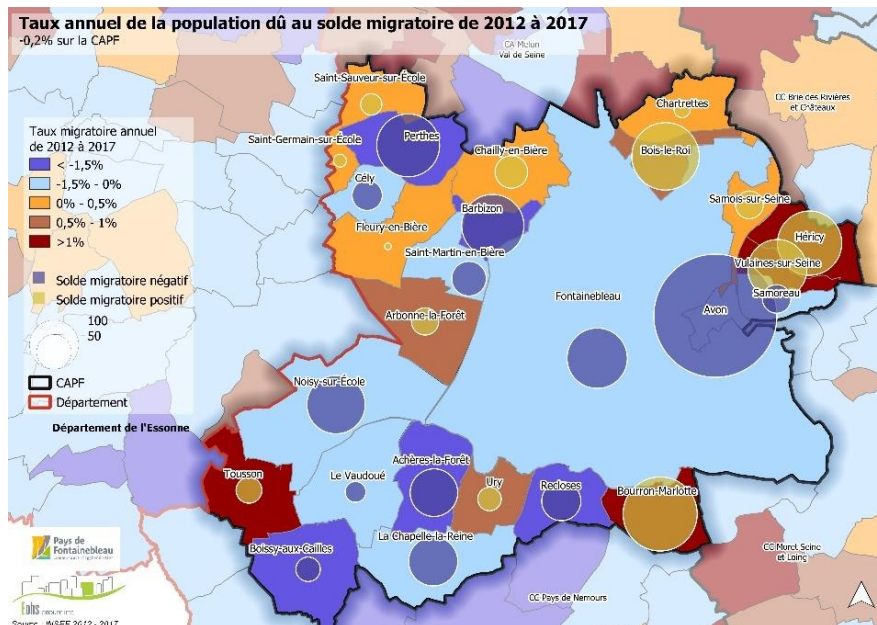 Taux annuel de la population dû au solde migratoire de 2012 à 2017
-0,2% sur la CAPF
CA Melun
Val de Seine
CC Brie des Rivières
et Châteaux
Saint-Sauveur-sur-École
Chartrettes
Taux migratoire annuel
de 2012 à 2017
< -1,5%
-1,5% - 0%
0% - 0,5%
0,5% - 1%
>1%
Solde migratoire négatif
Solde migratoire positif
100
50
CAPF
Département
Département de l'Essonne
Saint-Germain-sur-École
Perthes
Chailly-en-Bière
Bois-le-Roi
Cély
Barbizon
Samois-sur-Seine
Fleury-en-Bière
Héricy
Saint-Martin-en-Bière
Vulaines-sur-Seine
Samoreau
Fontainebleau
Avon
Arbonne-la-Forêt
Noisy-sur-École
Achères-la-Forêt
Tousson
Le Vaudoué
Ury
Recloses
Bourron-Marlotte
La Chapelle-la-Reine
Boissy-aux-Cailles
CC Moret Seine
et Loing
CC Pays de Nemours
Pays de
Fontainebleau
Eohs
Source : INSEE 2012 - 2017